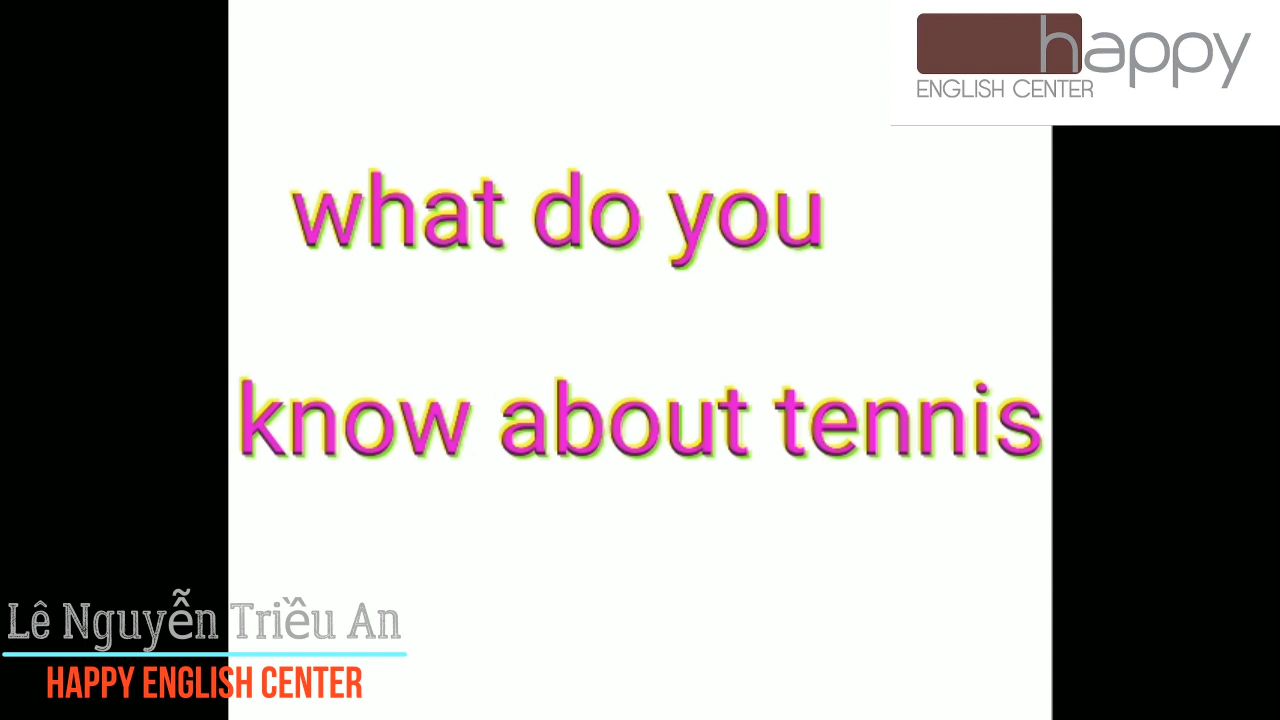 happy
ENGLISH CENTER
what do you
know about tennis
Lê Nguyễn Triều An
HAPPY ENGLISH CENTER